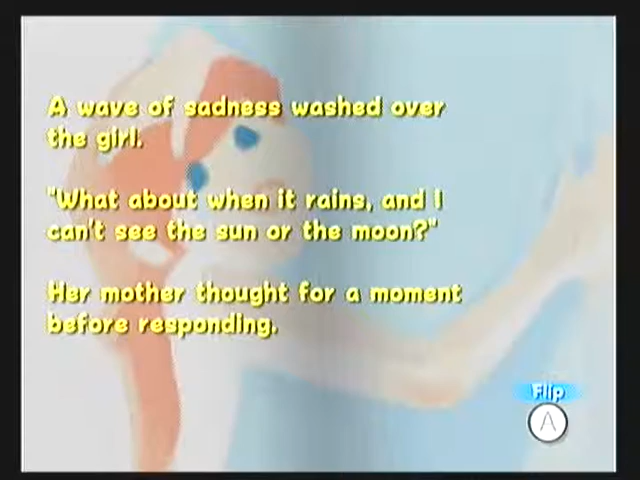 A wave of sadness washed over
the girl.
"What about when it rains, and I
can't see the sun or the moon?"
Her mother thought for a moment
before responding.
Flip
A